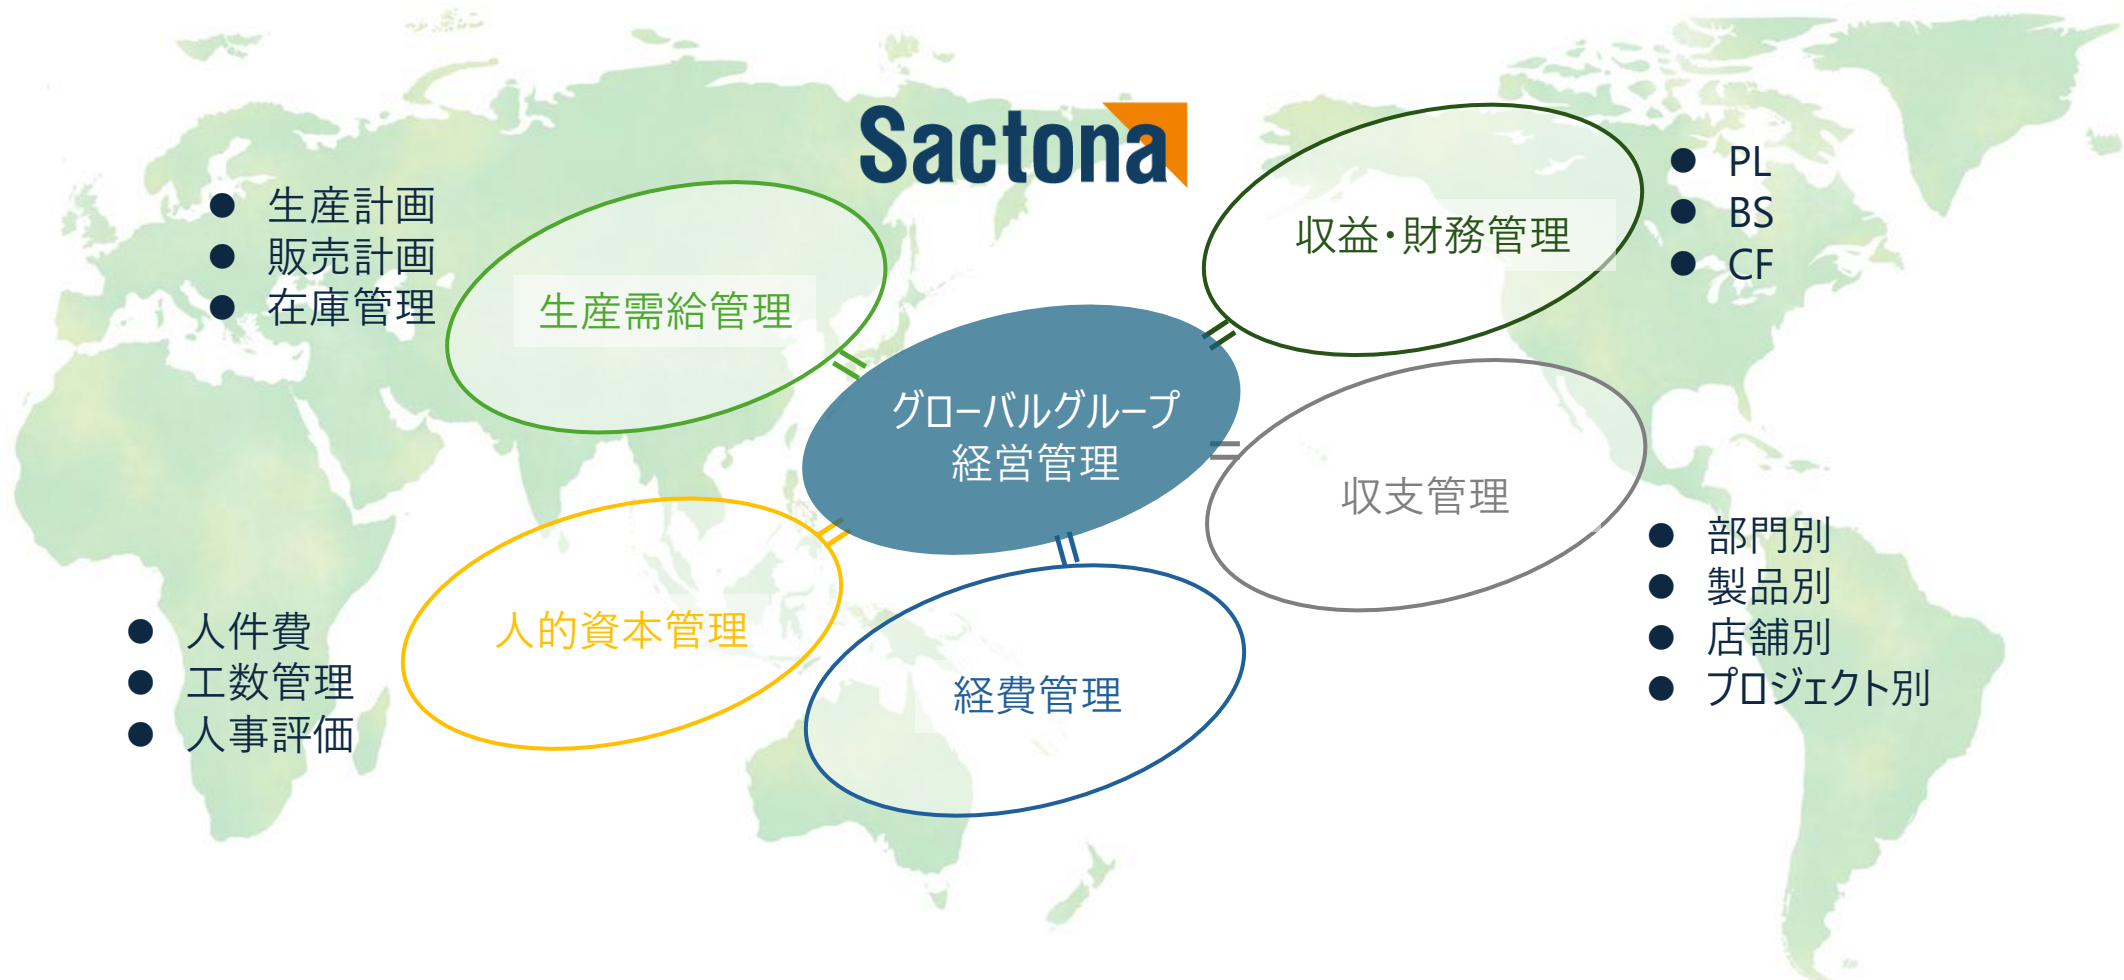 Sactona
● 生産計画
● 販売計画
● 在庫管理
生産需給管理
収益・財務管理
● PL
● BS
● CF
グローバルグループ
経営管理
収支管理
● 部門別
● 製品別
● 店舗別
● プロジェクト別
人的資本管理
● 人件費
● 工数管理
● 人事評価
経費管理